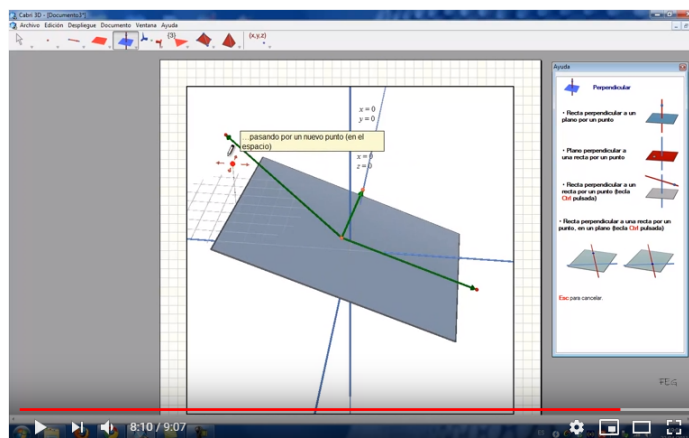 Cabri 3D - [Documento3*]
Archivo Edición Despliegue Documento Ventana Ayuda
(3)
(x,y,z)
x = 0
y = 0
...pasando por un nuevo punto (en el
espacio)
x = 0
z = 0
Ayuda
Perpendicular
• Recta perpendicular a un
plano por un punto
• Plano perpendicular a
una recta por un punto
• Recta perpendicular a un
recta por un punto (tecla
Ctrl pulsada)
• Recta perpendicular a una recta por un
punto, en un plano (tecla Ctrl pulsada)
Esc para cancelar.
FEG
8:10 / 9:07